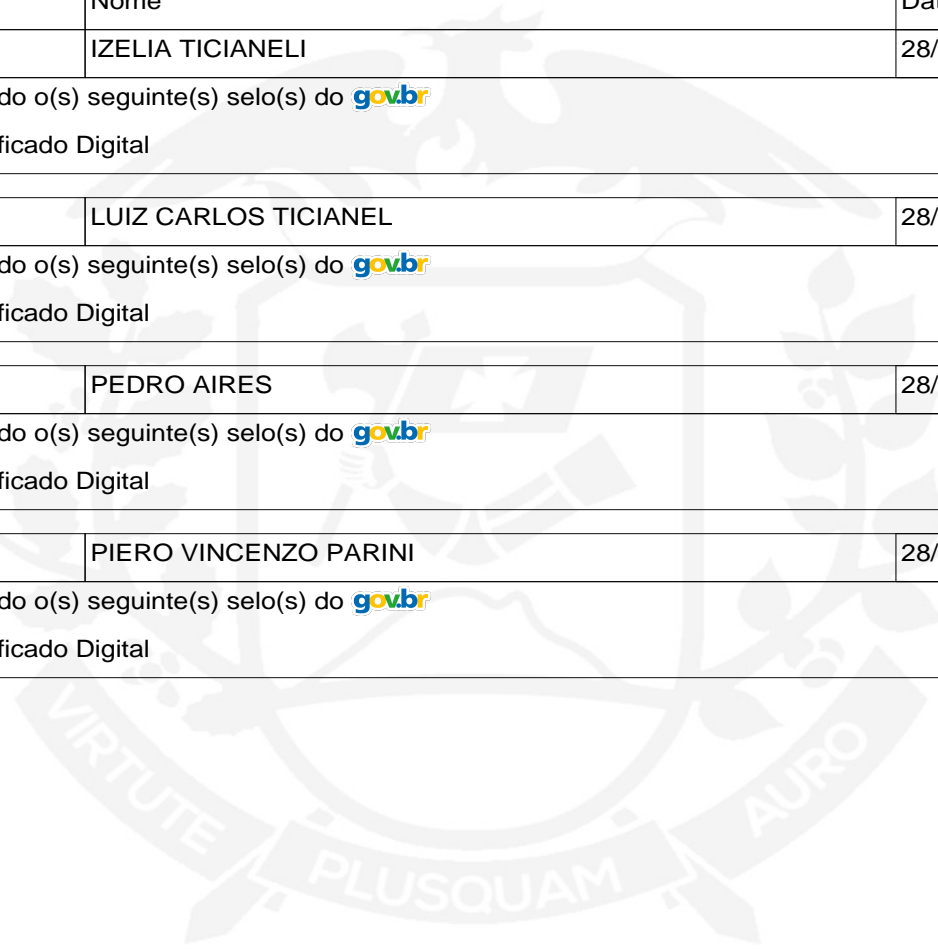 Nome Da
IZELIA TICIANELI 28/
do o(s) seguinte(s) selo(s) do gov.br
ficado Digital
LUIZ CARLOS TICIANEL 28/
do o(s) seguinte(s) selo(s) do gov.br
ficado Digital
PEDRO AIRES 28/
do o(s) seguinte(s) selo(s) do gov.br
ficado Digital
PIERO VINCENZO PARINI 28/
do o(s) seguinte(s) selo(s) do gov.br
ficado Digital
VIRTUTE PLUSQUAM AURO